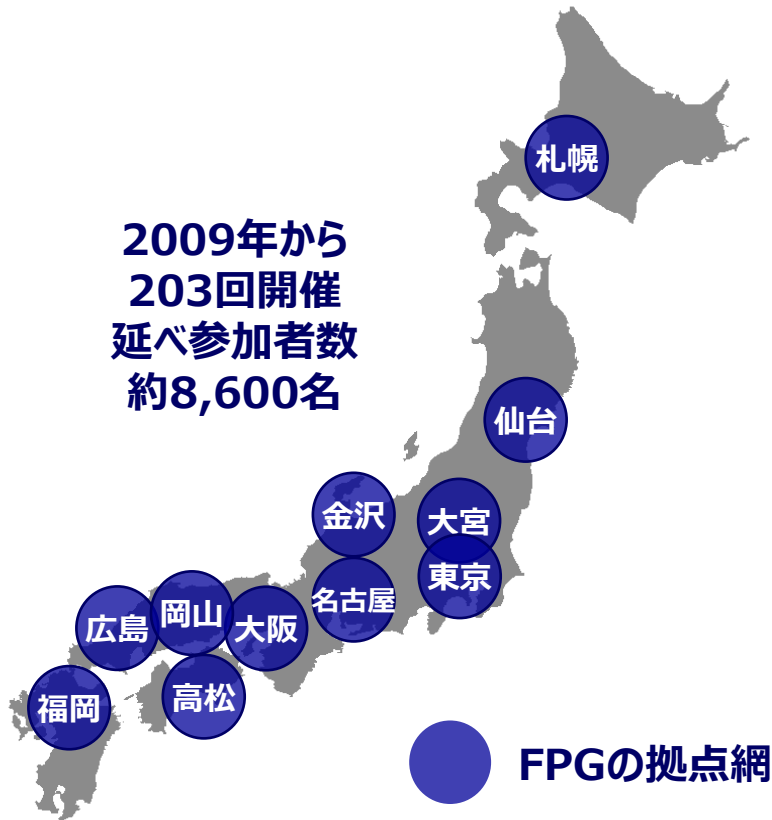 札幌
2009年から
203回開催
延べ参加者数
約8,600名
仙台
金沢
大宮
東京
名古屋
岡山
広島
大阪
高松
福岡
FPGの拠点網